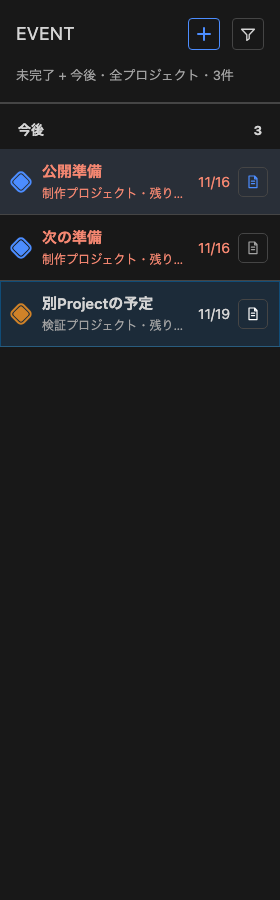 EVENT
未完了 + 今後・全プロジェクト・3件
今後 3
公開準備
制作プロジェクト・残り... 11/16
次の準備
制作プロジェクト・残り... 11/16
別Projectの予定
検証プロジェクト・残り... 11/19